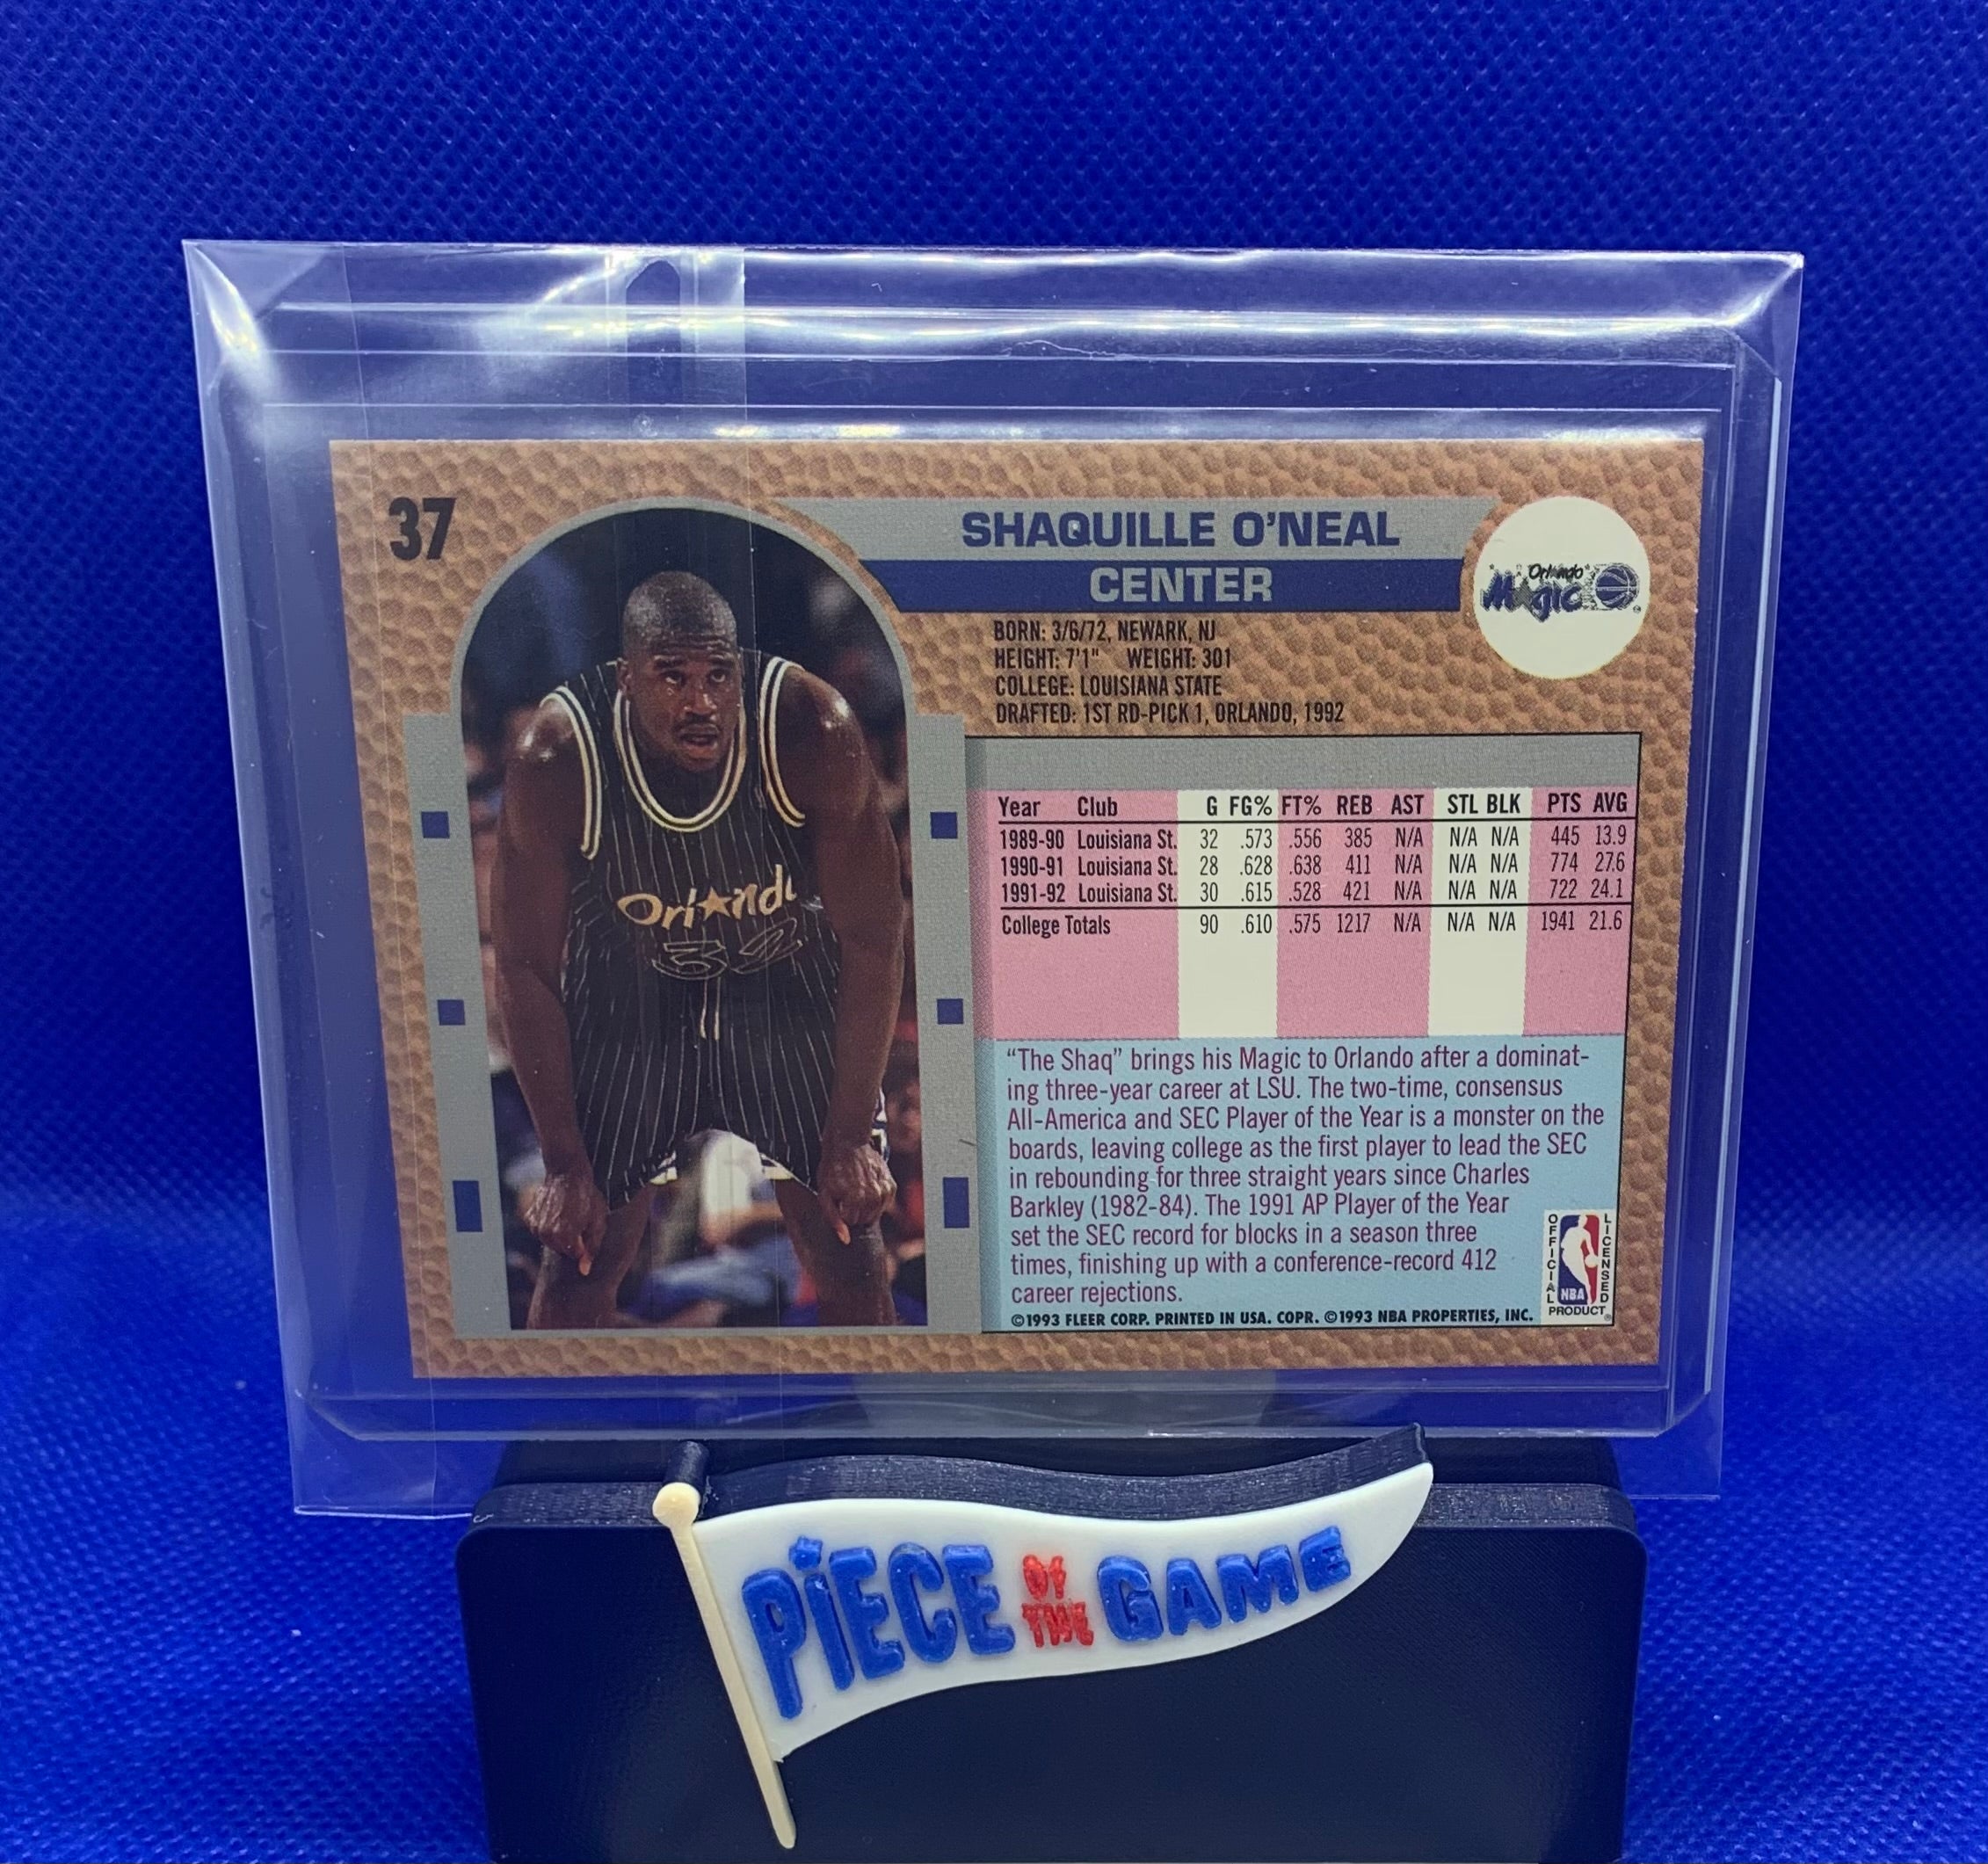 37
SHAQUILLE O'NEAL
CENTER
Orlando
Magic
BORN: 3/6/72, NEWARK, NJ
HEIGHT: 7'1" WEIGHT: 301
COLLEGE: LOUISIANA STATE
DRAFTED: 1ST RD-PICK 1, ORLANDO, 1992
Orlando
32
Year Club G FG% FT% REB AST STL BLK PTS AVG
1989-90 Louisiana St. 32 .573 .556 385 N/A N/A N/A 445 13.9
1990-91 Louisiana St. 28 .628 .638 411 N/A N/A N/A 774 27.6
1991-92 Louisiana St. 30 .615 .528 421 N/A N/A N/A 722 24.1
College Totals 90 .610 .575 1217 N/A N/A N/A 1941 21.6
“The Shaq” brings his Magic to Orlando after a dominat-
ing three-year career at LSU. The two-time, consensus
All-America and SEC Player of the Year is a monster on the
boards, leaving college as the first player to lead the SEC
in rebounding for three straight years since Charles
Barkley (1982-84). The 1991 AP Player of the Year
set the SEC record for blocks in a season three
times, finishing up with a conference-record 412
career rejections.
©1993 FLEER CORP. PRINTED IN USA. COPR. ©1993 NBA PROPERTIES, INC.
OFFICIAL
LICENSED
NBA
PRODUCT
PIECE OF THE GAME